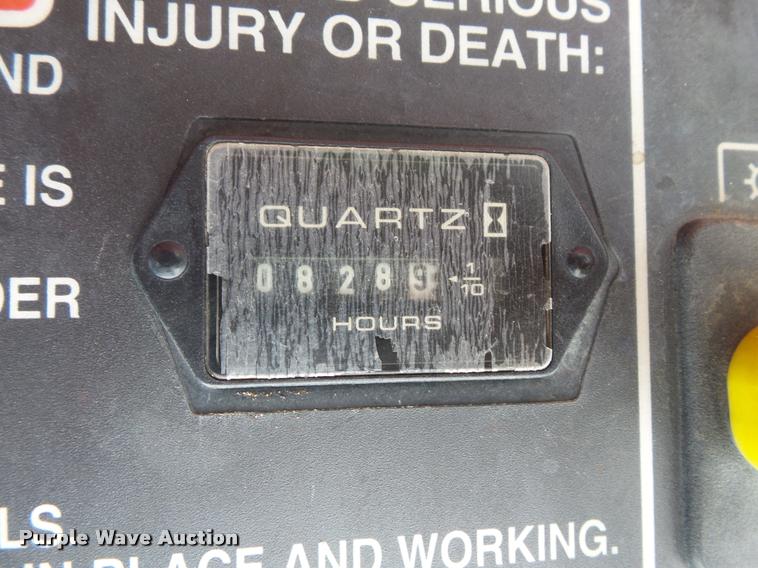 SERIOUS
INJURY OR DEATH:
ND
E IS
DER
QUARTZ
08289 1/10
HOURS
LS.
IN PLACE AND WORKING.
Purple Wave Auction